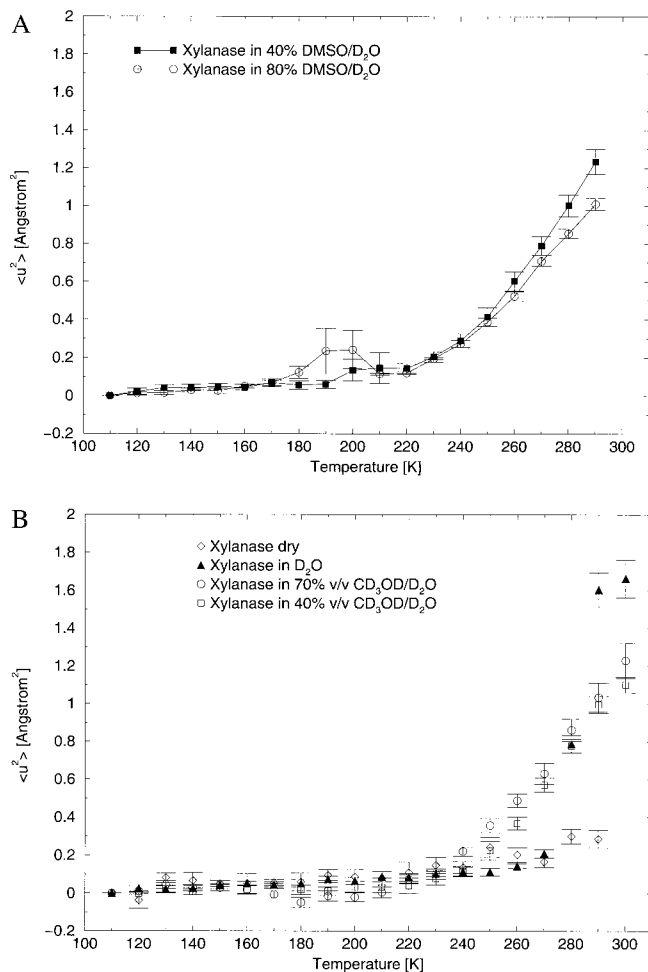 A
2
1.8
1.6
1.4
1.2
1
0.8
0.6
0.4
0.2
0
−0.2
<u²> [Angstrom²]
Xylanase in 40% DMSO/D₂O
Xylanase in 80% DMSO/D₂O
100 120 140 160 180 200 220 240 260 280 300
Temperature [K]
B
2
1.8
1.6
1.4
1.2
1
0.8
0.6
0.4
0.2
0
−0.2
<u²> [Angstrom²]
Xylanase dry
Xylanase in D₂O
Xylanase in 70% v/v CD₃OD/D₂O
Xylanase in 40% v/v CD₃OD/D₂O
100 120 140 160 180 200 220 240 260 280 300
Temperature [K]